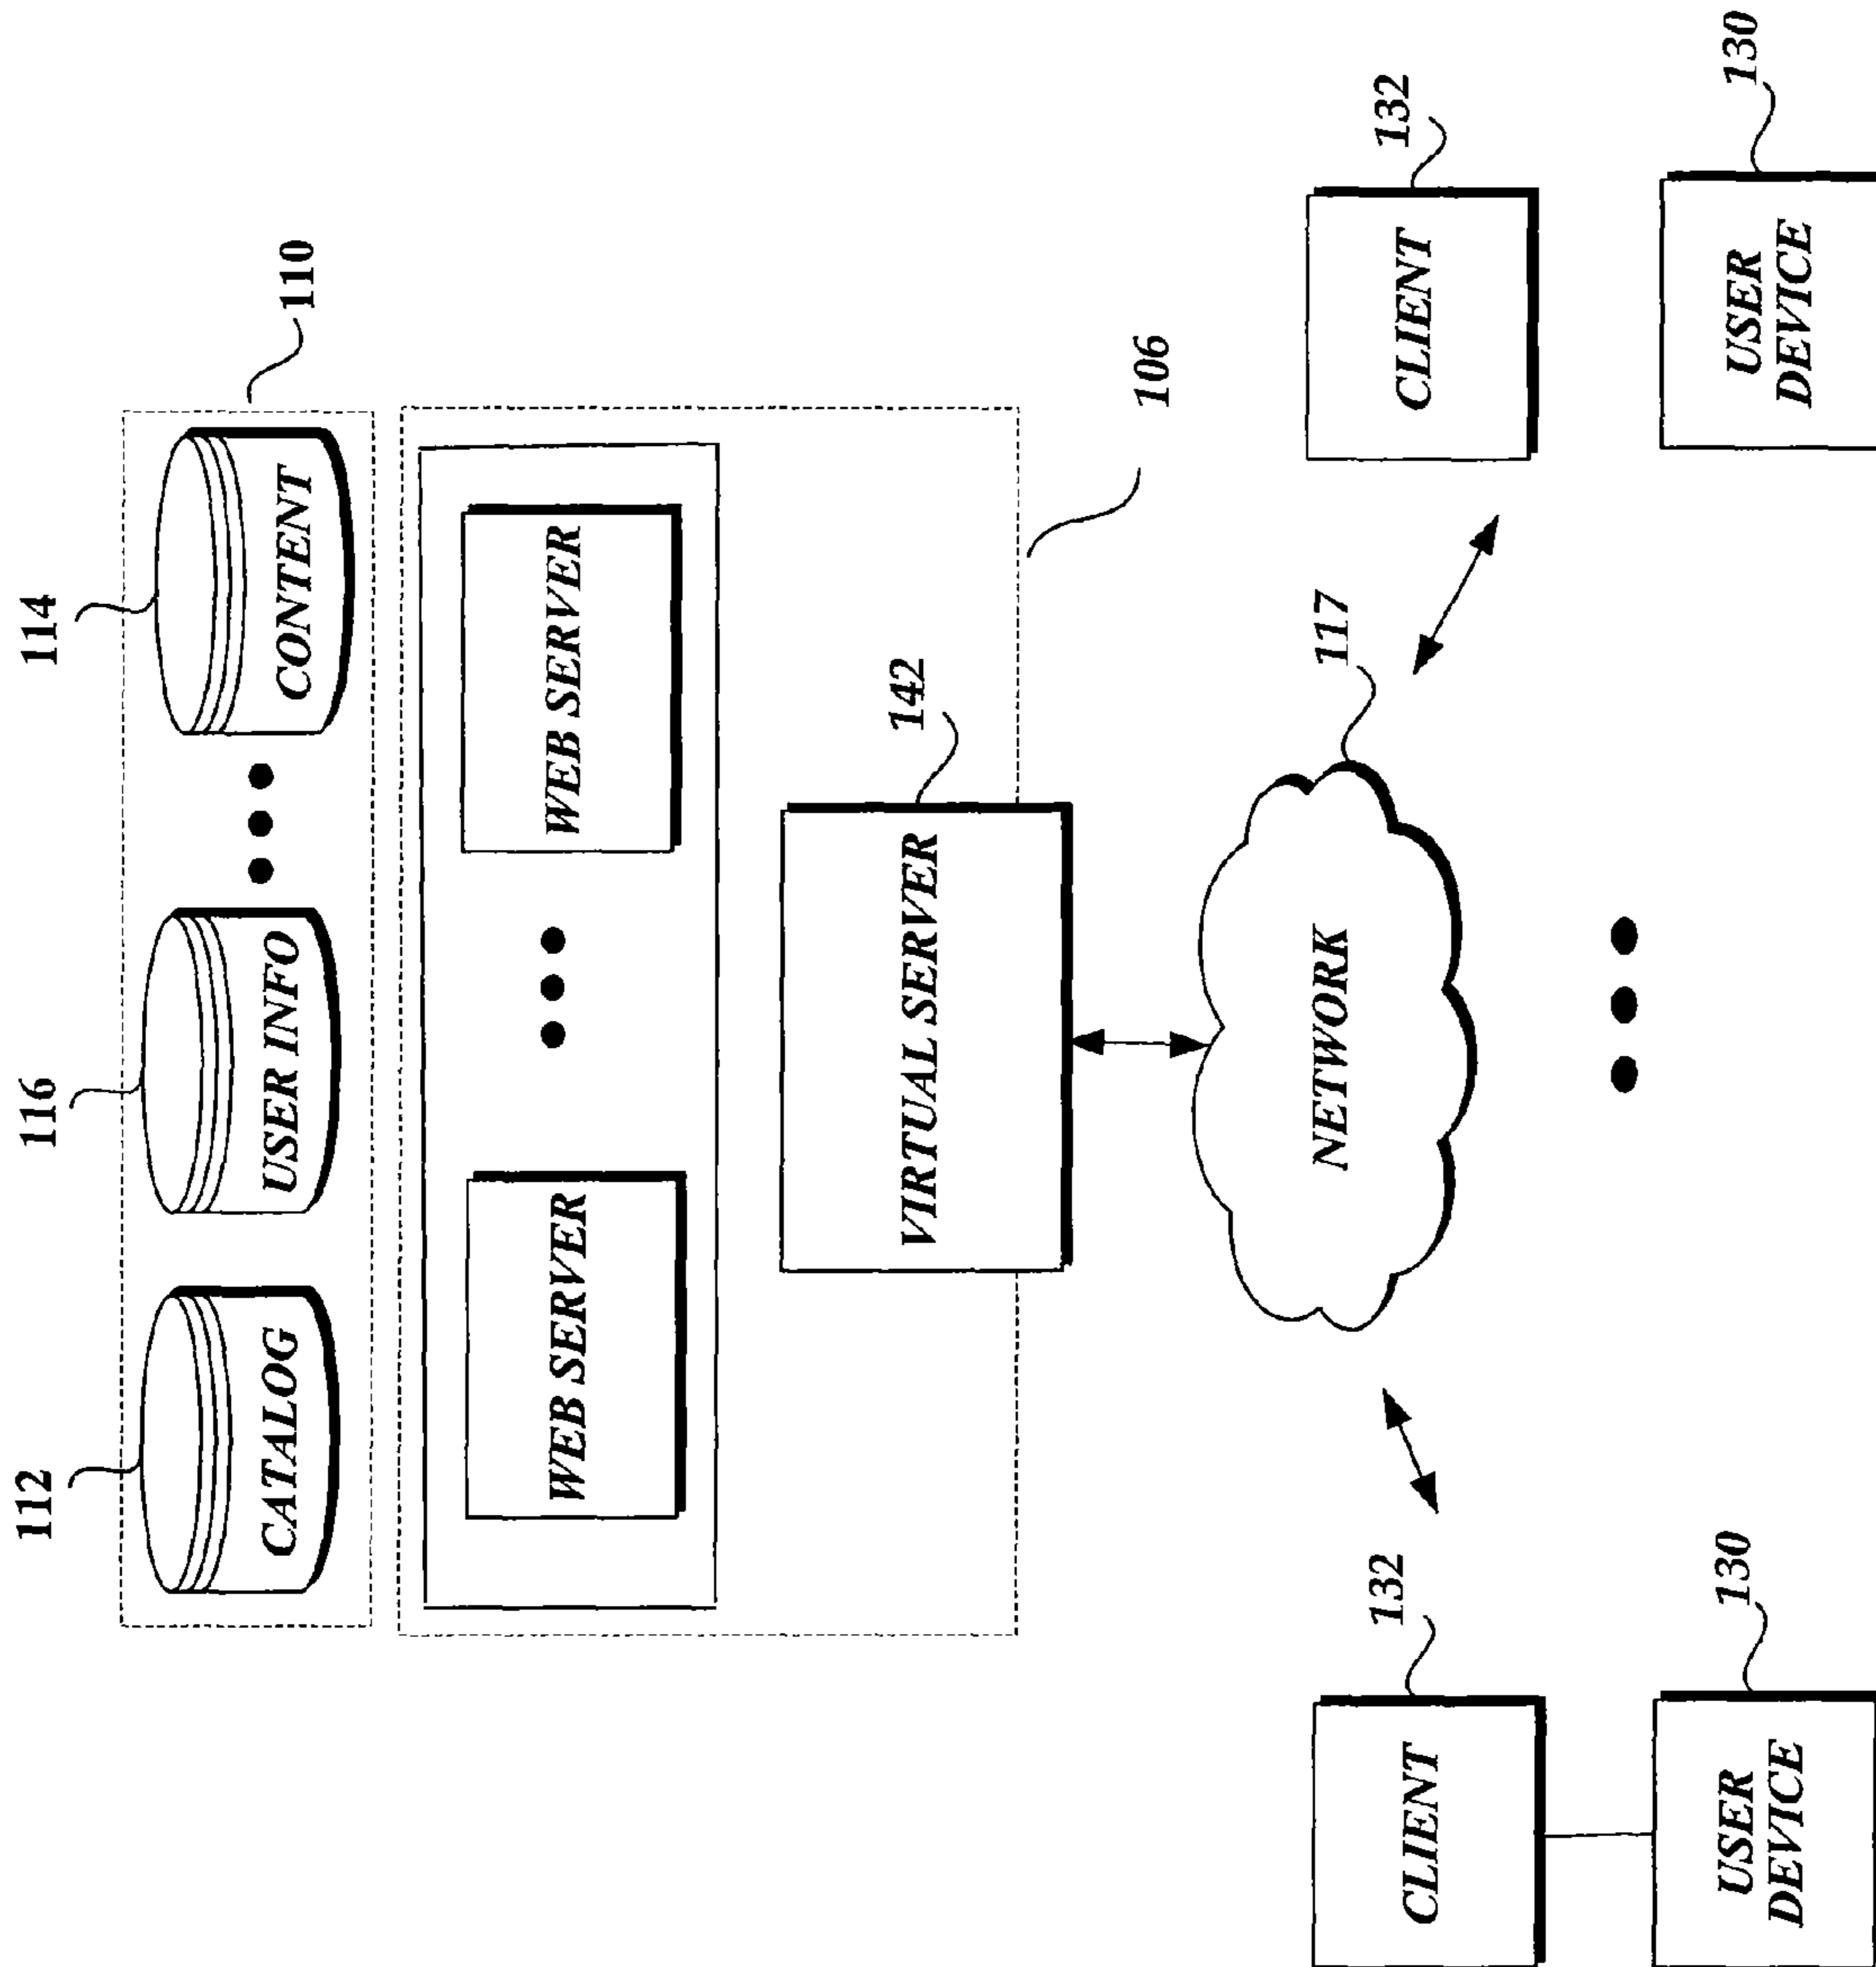 112
116
114
110
CATALOG
USER INFO
CONTENT
WEB SERVER
WEB SERVER
106
142
VIRTUAL SERVER
117
NETWORK
132
132
CLIENT
CLIENT
130
130
USER
DEVICE
USER
DEVICE